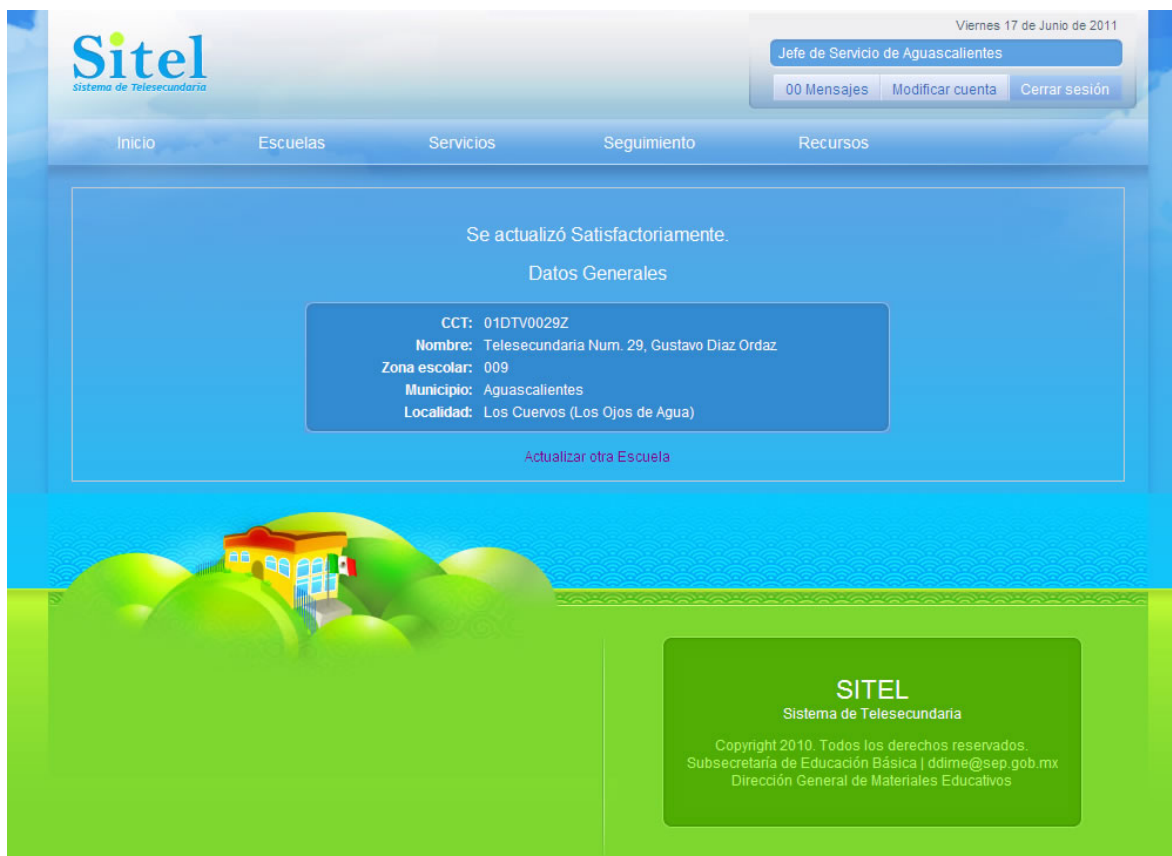 Viernes 17 de Junio de 2011
Sitel
Sistema de Telesecundaria
Jefe de Servicio de Aguascalientes
00 Mensajes Modificar cuenta Cerrar sesión
Inicio Escuelas Servicios Seguimiento Recursos
Se actualizó Satisfactoriamente.
Datos Generales
CCT: 01DTV0029Z
Nombre: Telesecundaria Num. 29, Gustavo Diaz Ordaz
Zona escolar: 009
Municipio: Aguascalientes
Localidad: Los Cuervos (Los Ojos de Agua)
Actualizar otra Escuela
SITEL
Sistema de Telesecundaria
Copyright 2010. Todos los derechos reservados.
Subsecretaría de Educación Básica | ddime@sep.gob.mx
Dirección General de Materiales Educativos